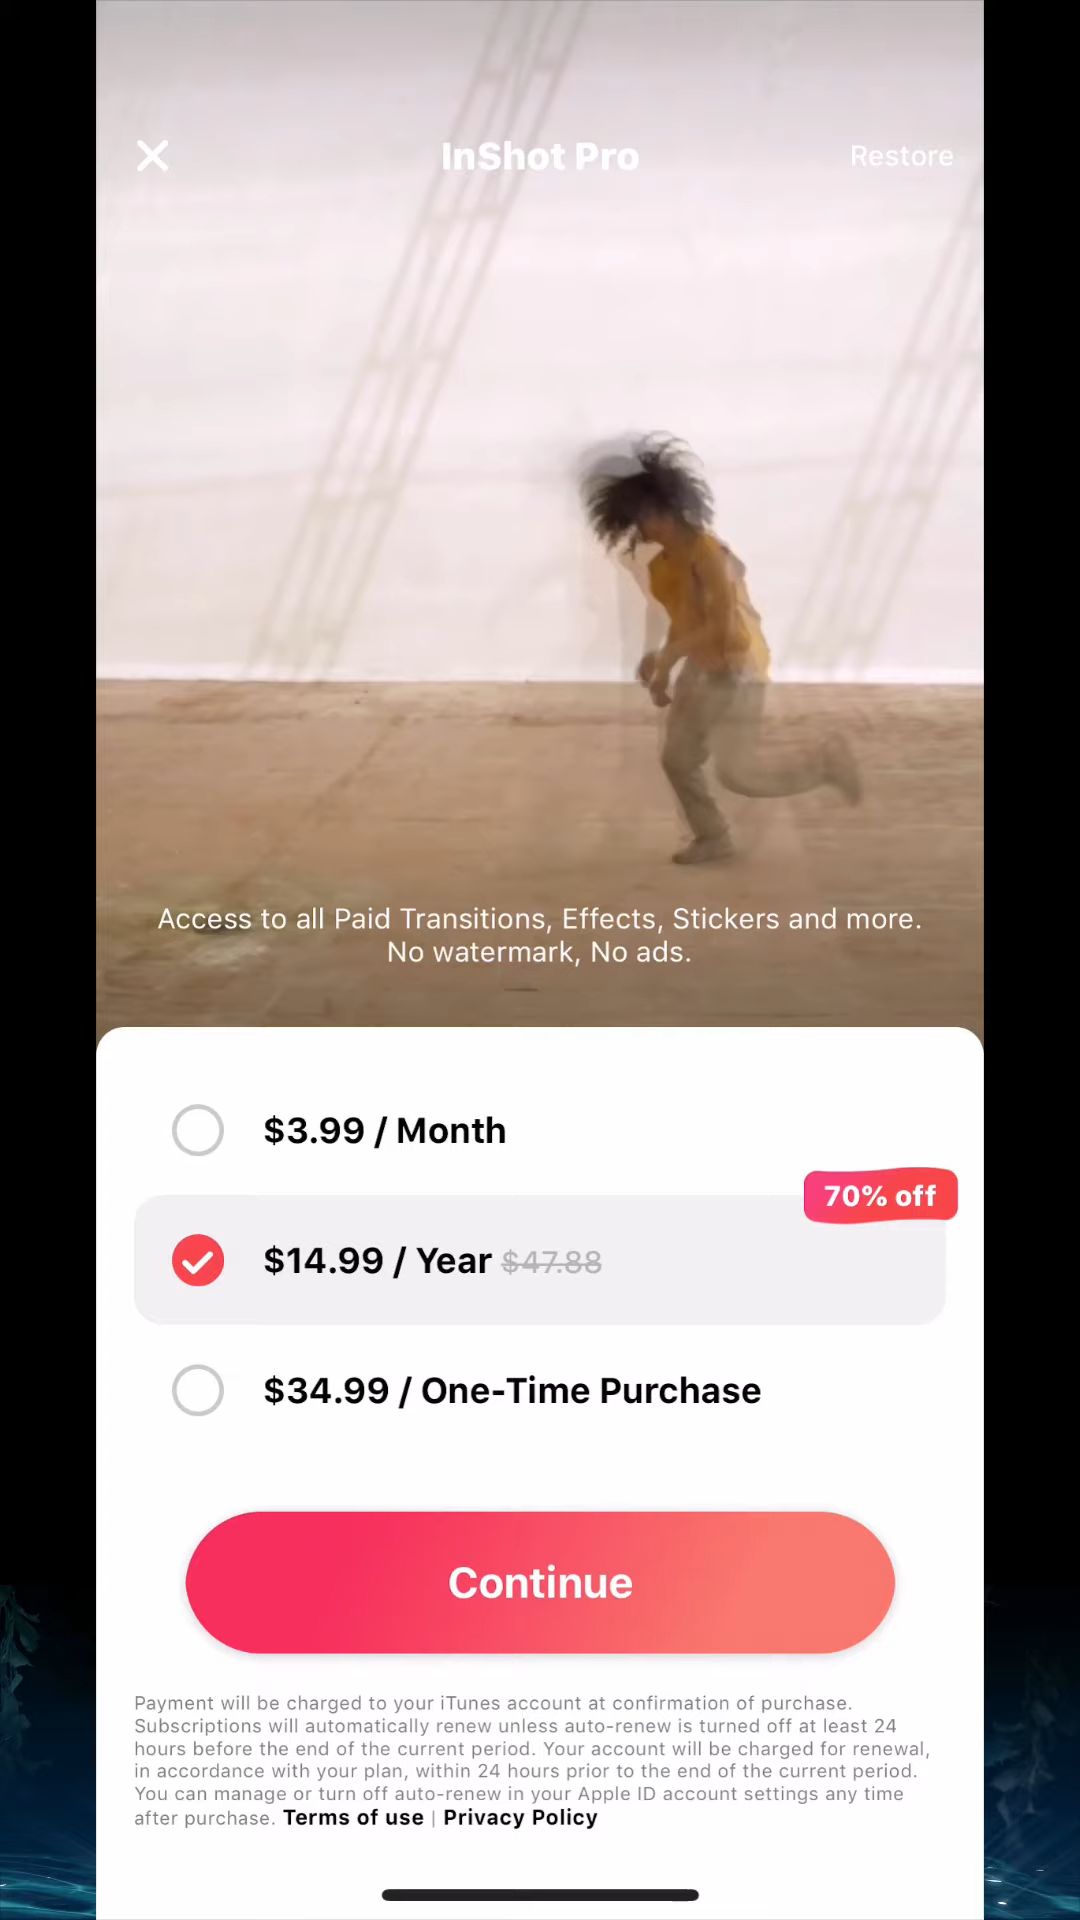 InShot Pro
Restore
Access to all Paid Transitions, Effects, Stickers and more.
No watermark, No ads.
$3.99 / Month
70% off
$14.99 / Year $47.88
$34.99 / One-Time Purchase
Continue
Payment will be charged to your iTunes account at confirmation of purchase.
Subscriptions will automatically renew unless auto-renew is turned off at least 24
hours before the end of the current period. Your account will be charged for renewal,
in accordance with your plan, within 24 hours prior to the end of the current period.
You can manage or turn off auto-renew in your Apple ID account settings any time
after purchase. Terms of use | Privacy Policy